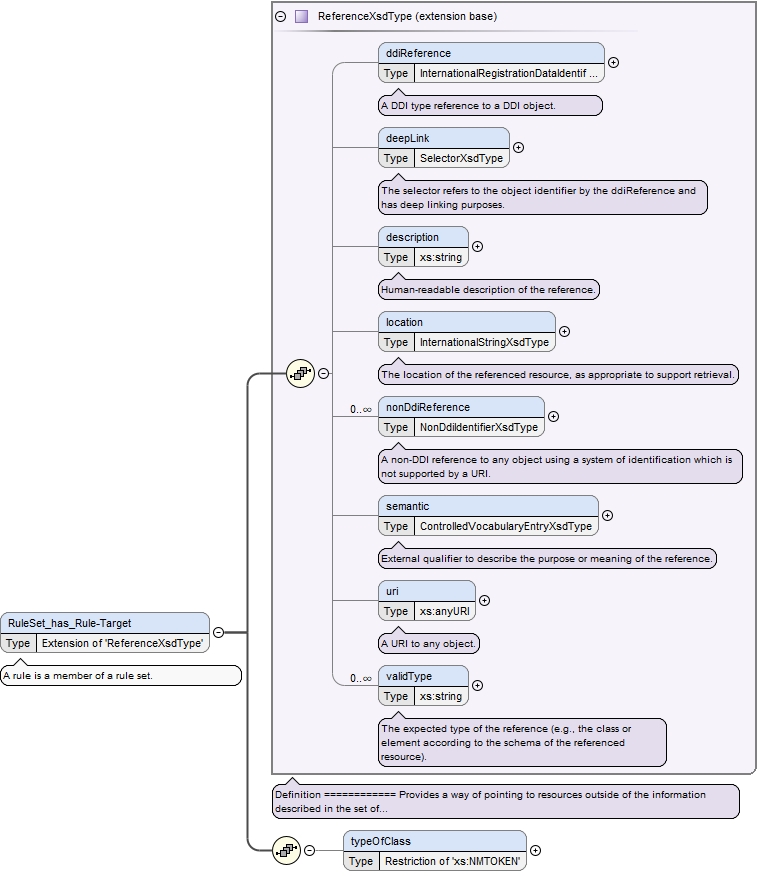 ReferenceXsdType (extension base)
ddiReference
Type InternationalRegistrationDataIdentif ...
A DDI type reference to a DDI object.
deepLink
Type SelectorXsdType
The selector refers to the object identifier by the ddiReference and
has deep linking purposes.
description
Type xs:string
Human-readable description of the reference.
location
Type InternationalStringXsdType
The location of the referenced resource, as appropriate to support retrieval.
0..∞ nonDdiReference
Type NonDdiIdentifierXsdType
A non-DDI reference to any object using a system of identification which is
not supported by a URI.
semantic
Type ControlledVocabularyEntryXsdType
External qualifier to describe the purpose or meaning of the reference.
uri
Type xs:anyURI
A URI to any object.
0..∞ validType
Type xs:string
The expected type of the reference (e.g., the class or
element according to the schema of the referenced
resource).
RuleSet_has_Rule-Target
Type Extension of 'ReferenceXsdType'
A rule is a member of a rule set.
Definition ============ Provides a way of pointing to resources outside of the information
described in the set of...
typeOfClass
Type Restriction of 'xs:NMTOKEN'